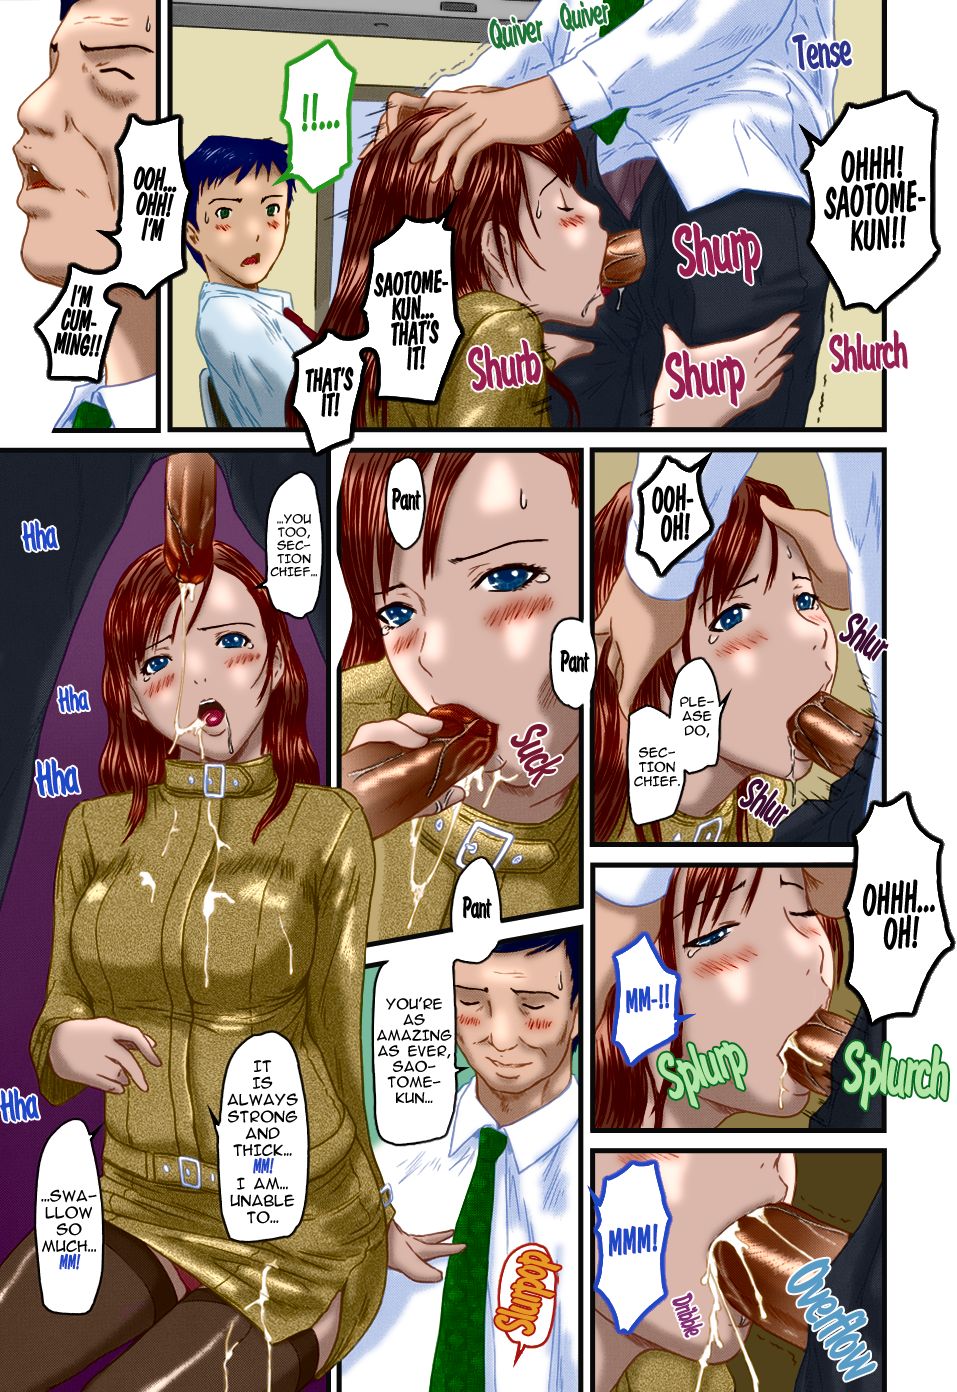 Quiver Quiver
Tense
OHHH!
SAOTOME-
KUN!!
!!...
SAOTOME-
KUN...
THAT'S
IT!
THAT'S
IT!
Shurp
Shurb
Shurp
Shlurch
OOH...
OHH!
I'M
I'M
CUM-
MING!!
OOH-
OH!
Shlur
PLE-
ASE
DO,
SEC-
TION
CHIEF.
Shlur
OHHH...
OH!
MM-!!
Splurp
Splurch
MMM!
Dribble
Overflow
Pant
Pant
Suck
Pant
YOU'RE
AS
AMAZING
AS EVER,
SAO-
TOME-
KUN...
Slurpop
...YOU
TOO,
SEC-
TION
CHIEF...
Hha
Hha
Hha
Hha
IT
IS
ALWAYS
STRONG
AND
THICK...
MM!
I AM...
UNABLE
TO...
...SWA-
LLOW
SO
MUCH...
MM!